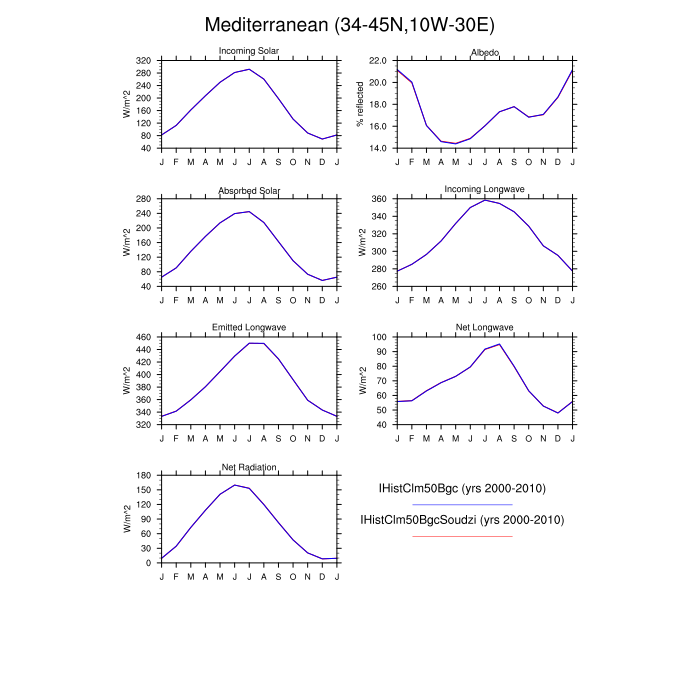 Mediterranean (34-45N,10W-30E)
Incoming Solar
W/m^2
320
280
240
200
160
120
80
40
J F M A M J J A S O N D J
Albedo
% reflected
22.0
20.0
18.0
16.0
14.0
J F M A M J J A S O N D J
Absorbed Solar
W/m^2
280
240
200
160
120
80
40
J F M A M J J A S O N D J
Incoming Longwave
W/m^2
360
340
320
300
280
260
J F M A M J J A S O N D J
Emitted Longwave
W/m^2
460
440
420
400
380
360
340
320
J F M A M J J A S O N D J
Net Longwave
W/m^2
100
90
80
70
60
50
40
J F M A M J J A S O N D J
Net Radiation
W/m^2
180
150
120
90
60
30
0
J F M A M J J A S O N D J
IHistClm50Bgc (yrs 2000-2010)
IHistClm50BgcSoudzi (yrs 2000-2010)